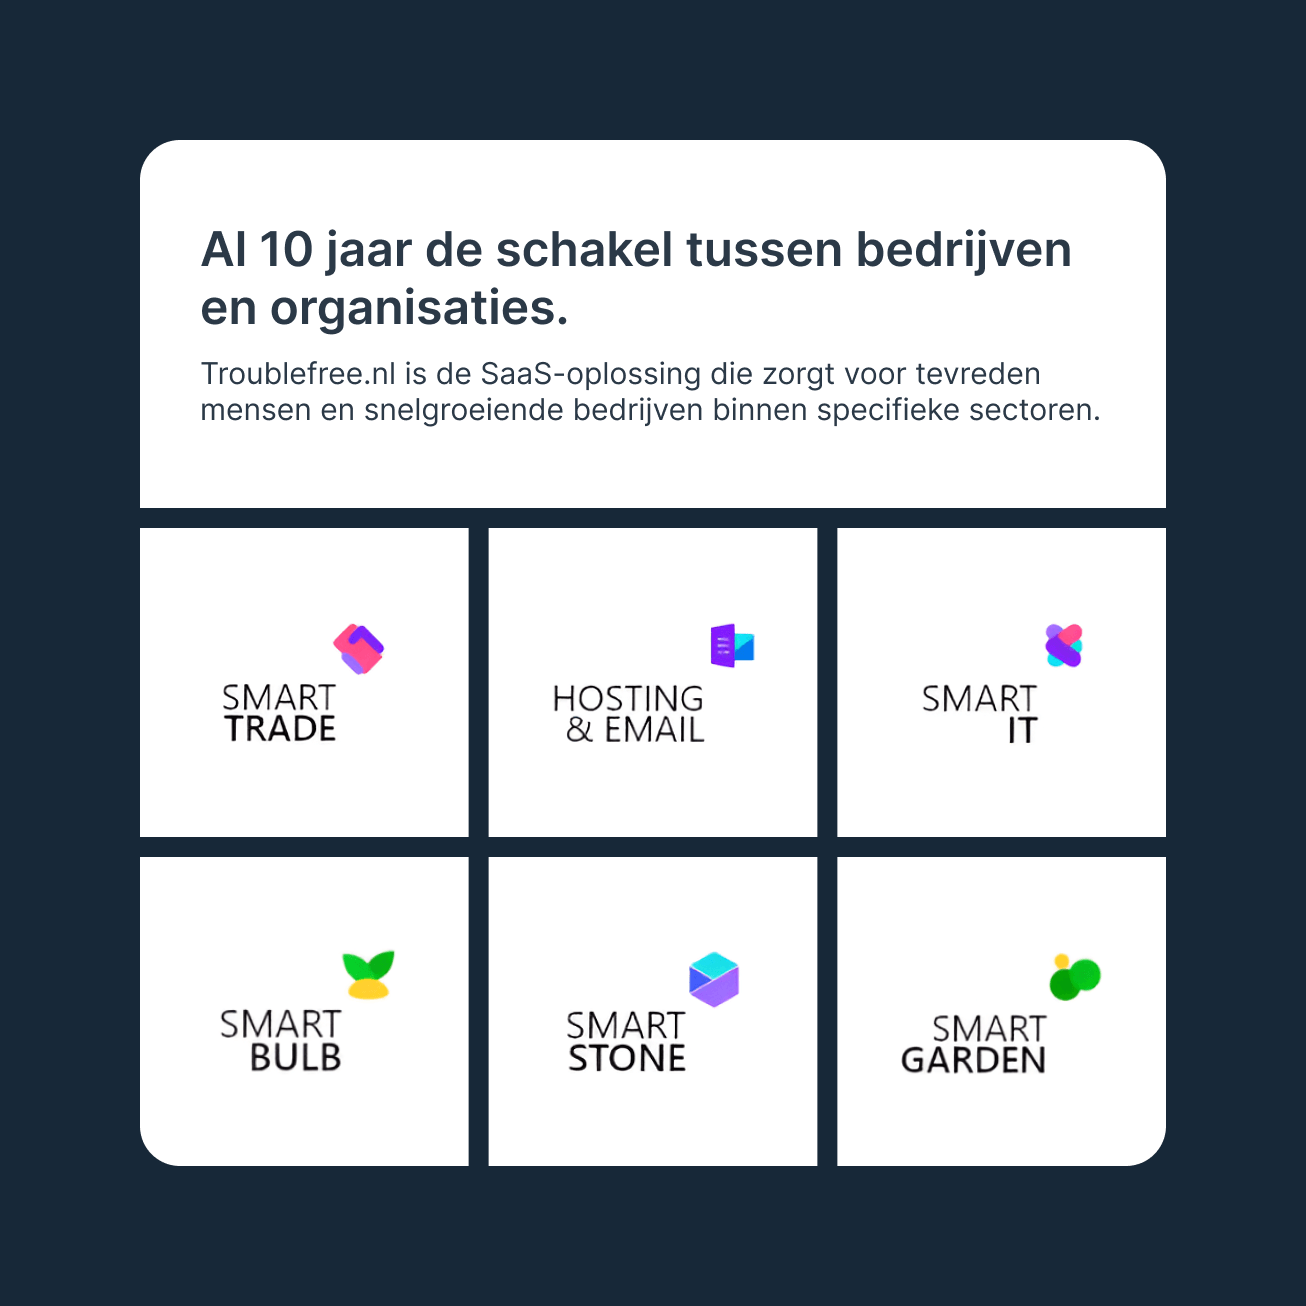 Al 10 jaar de schakel tussen bedrijven
en organisaties.
Troublefree.nl is de SaaS-oplossing die zorgt voor tevreden
mensen en snelgroeiende bedrijven binnen specifieke sectoren.
SMART
TRADE
HOSTING
& EMAIL
SMART
IT
SMART
BULB
SMART
STONE
SMART
GARDEN